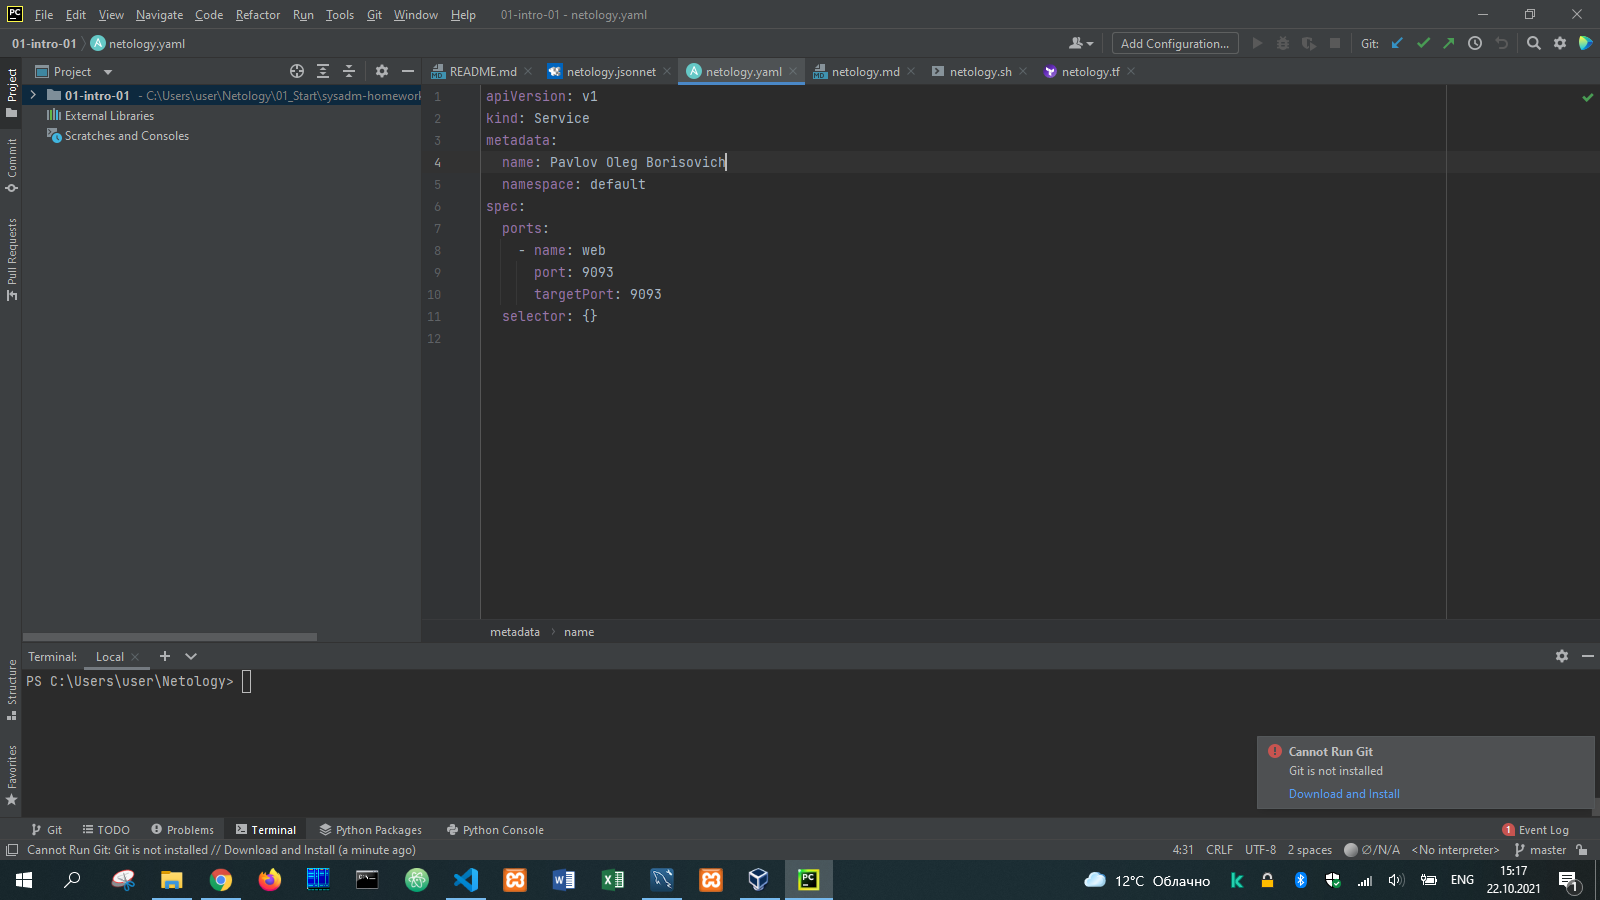 PC File Edit View Navigate Code Refactor Run Tools Git Window Help 01-intro-01 - netology.yaml
01-intro-01 netology.yaml Add Configuration... Git:
Project README.md netology.jsonnet netology.yaml netology.md netology.sh netology.tf
01-intro-01 - C:\Users\user\Netology\01_Start\sysadm-homework
External Libraries
Scratches and Consoles
Project
Commit
Pull Requests
Structure
Favorites
1 apiVersion: v1
2 kind: Service
3 metadata:
4 name: Pavlov Oleg Borisovich
5 namespace: default
6 spec:
7 ports:
8 - name: web
9 port: 9093
10 targetPort: 9093
11 selector: {}
12
metadata › name
Terminal: Local
PS C:\Users\user\Netology>
Cannot Run Git
Git is not installed
Download and Install
Git TODO Problems Terminal Python Packages Python Console 1 Event Log
Cannot Run Git: Git is not installed // Download and Install (a minute ago) 4:31 CRLF UTF-8 2 spaces ∅/N/A <No interpreter> master
12°C Облачно ENG 15:17
22.10.2021 1